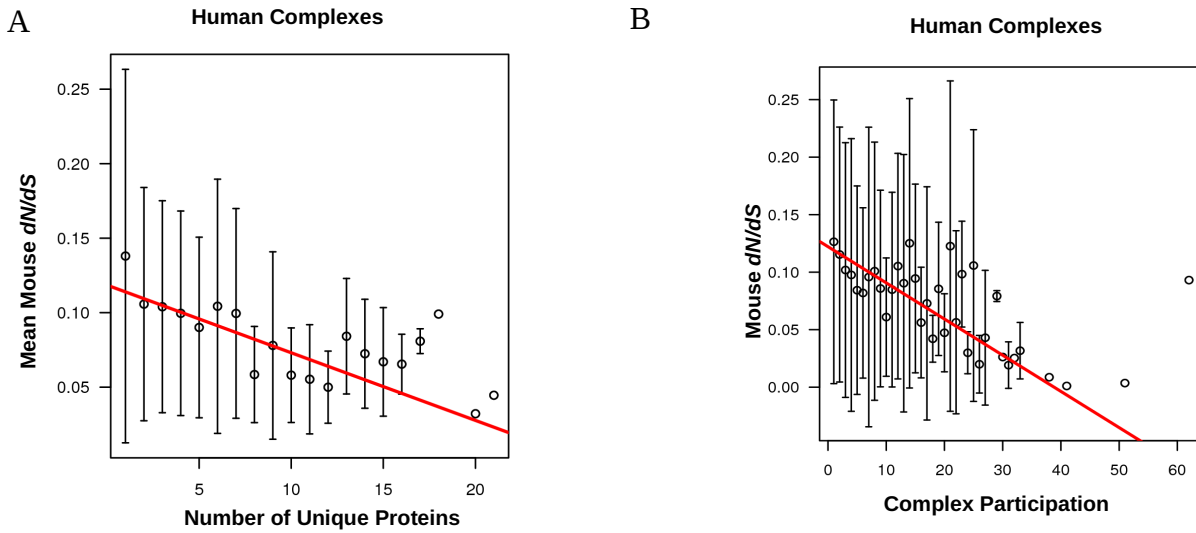 A
Human Complexes
Mean Mouse dN/dS
0.25
0.20
0.15
0.10
0.05
5 10 15 20
Number of Unique Proteins
B
Human Complexes
Mouse dN/dS
0.25
0.20
0.15
0.10
0.05
0.00
0 10 20 30 40 50 60
Complex Participation